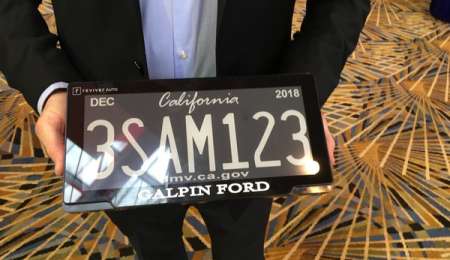 REVIVER AUTO
DEC California 2018
3SAM123
dmv.ca.gov
GALPIN FORD